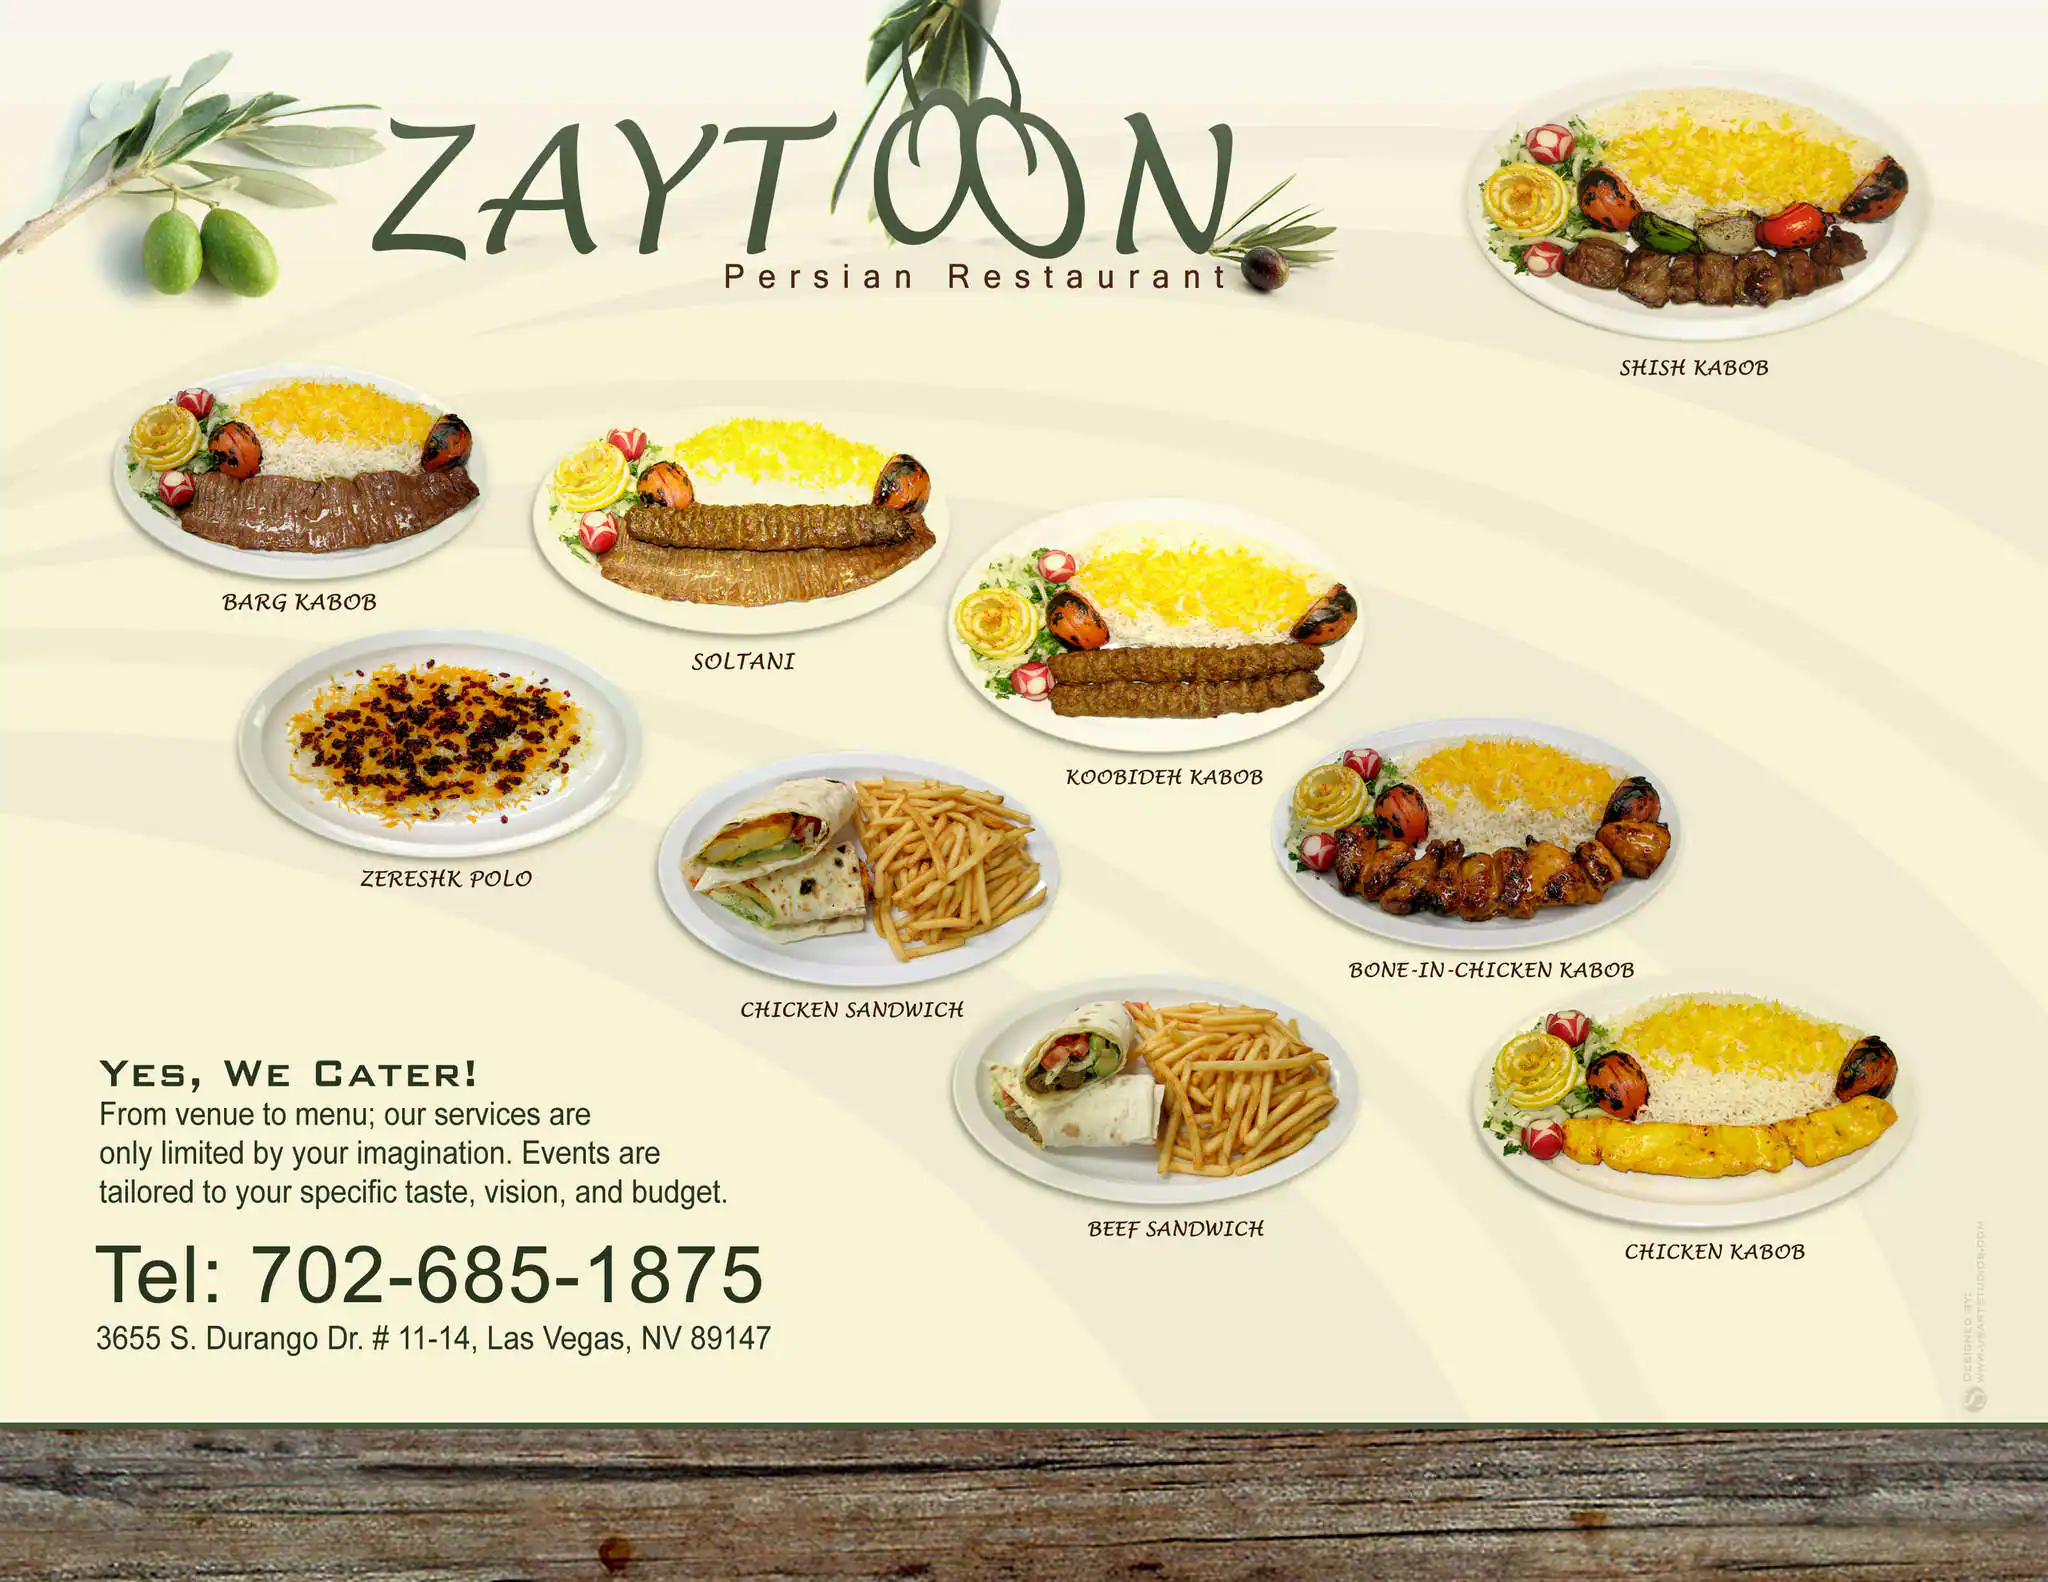 ZAYTOON
Persian Restaurant
SHISH KABOB
BARG KABOB
SOLTANI
KOOBIDEH KABOB
ZERESHK POLO
CHICKEN SANDWICH
BONE-IN-CHICKEN KABOB
BEEF SANDWICH
CHICKEN KABOB
YES, WE CATER!
From venue to menu; our services are
only limited by your imagination. Events are
tailored to your specific taste, vision, and budget.
Tel: 702-685-1875
3655 S. Durango Dr. # 11-14, Las Vegas, NV 89147
DESIGNED BY: